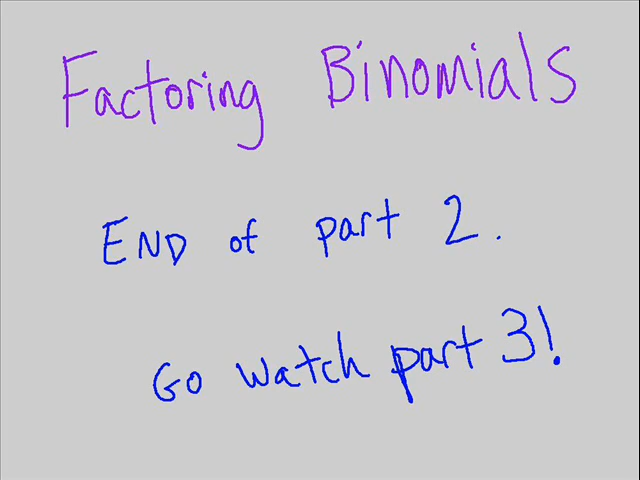 Factoring Binomials
END of part 2.
Go watch part 3!